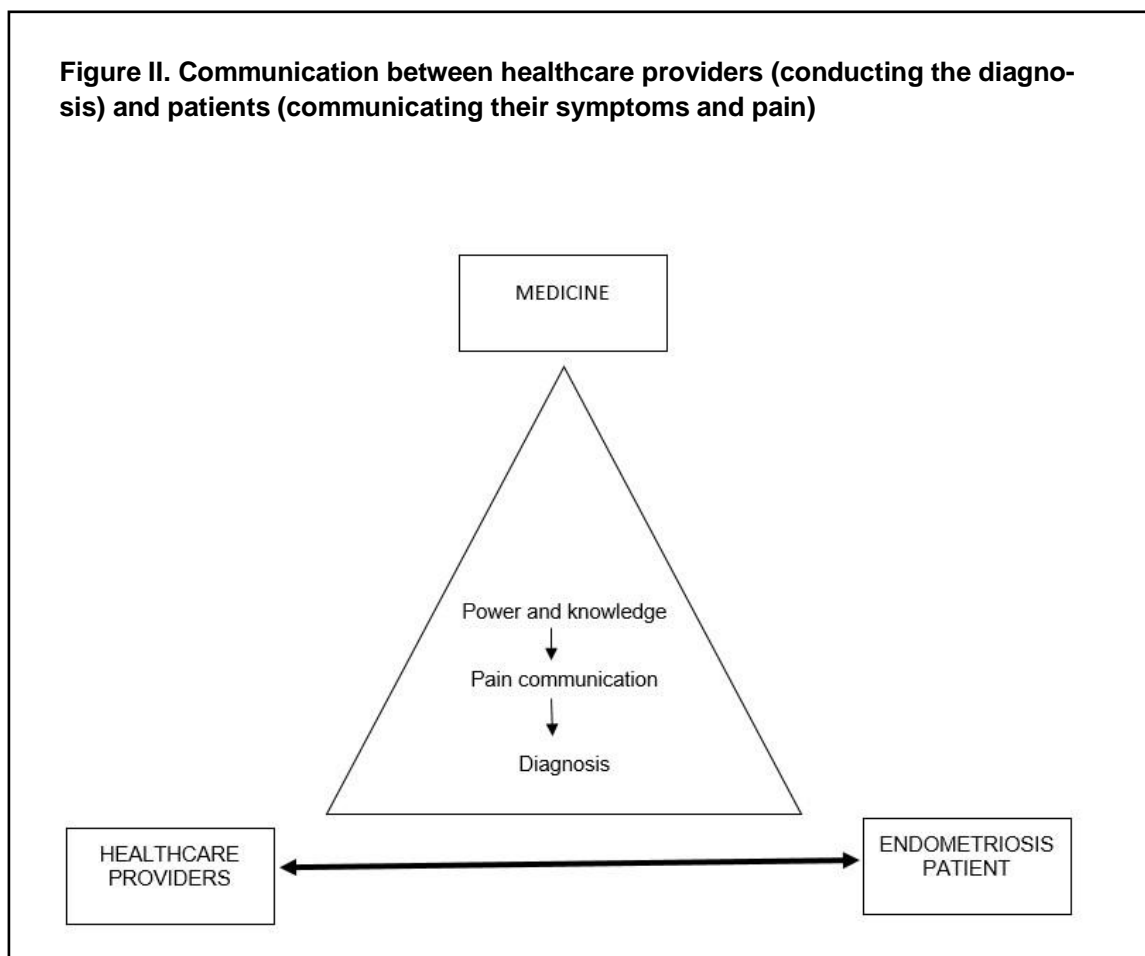 Figure II. Communication between healthcare providers (conducting the diagno-
sis) and patients (communicating their symptoms and pain)
MEDICINE
Power and knowledge
Pain communication
Diagnosis
HEALTHCARE
PROVIDERS
ENDOMETRIOSIS
PATIENT